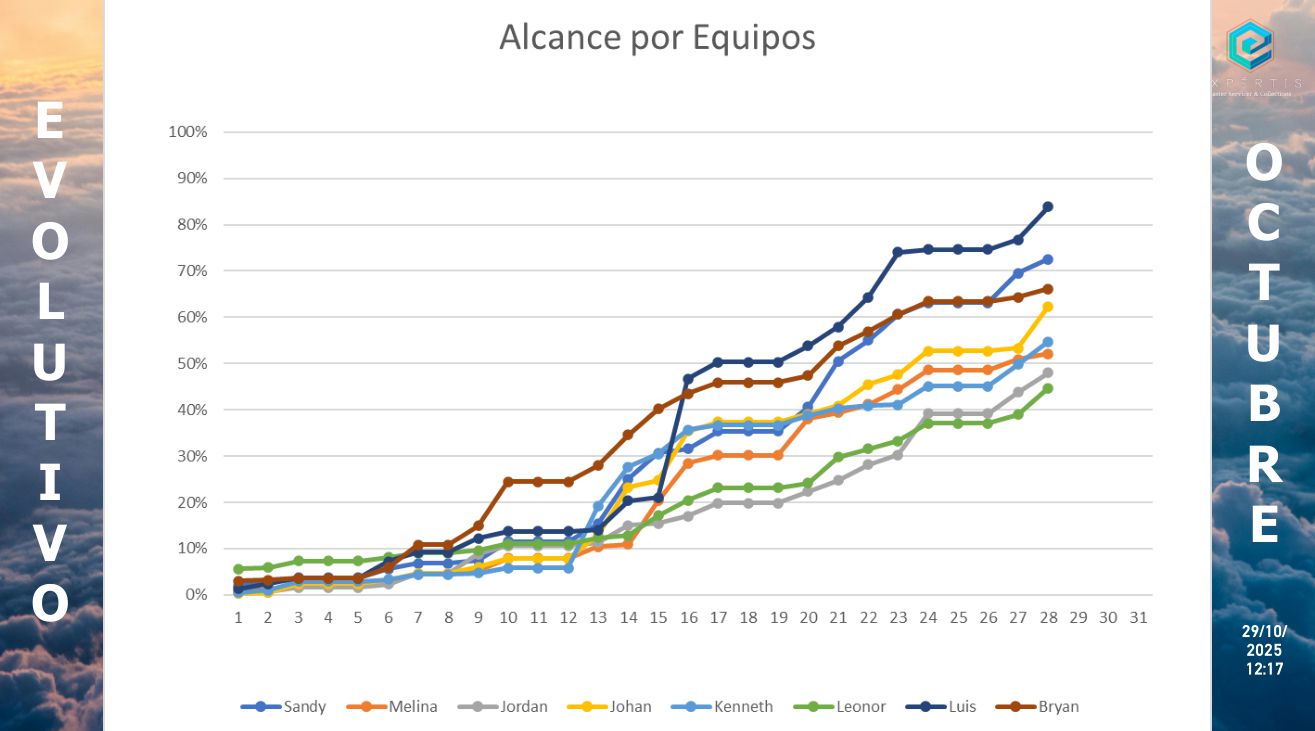 Alcance por Equipos
EVOLUTIVO
100%
90%
80%
70%
60%
50%
40%
30%
20%
10%
0%
1 2 3 4 5 6 7 8 9 10 11 12 13 14 15 16 17 18 19 20 21 22 23 24 25 26 27 28 29 30 31
Sandy Melina Jordan Johan Kenneth Leonor Luis Bryan
XPERTIS
OCTUBRE
29/10/
2025
12:17